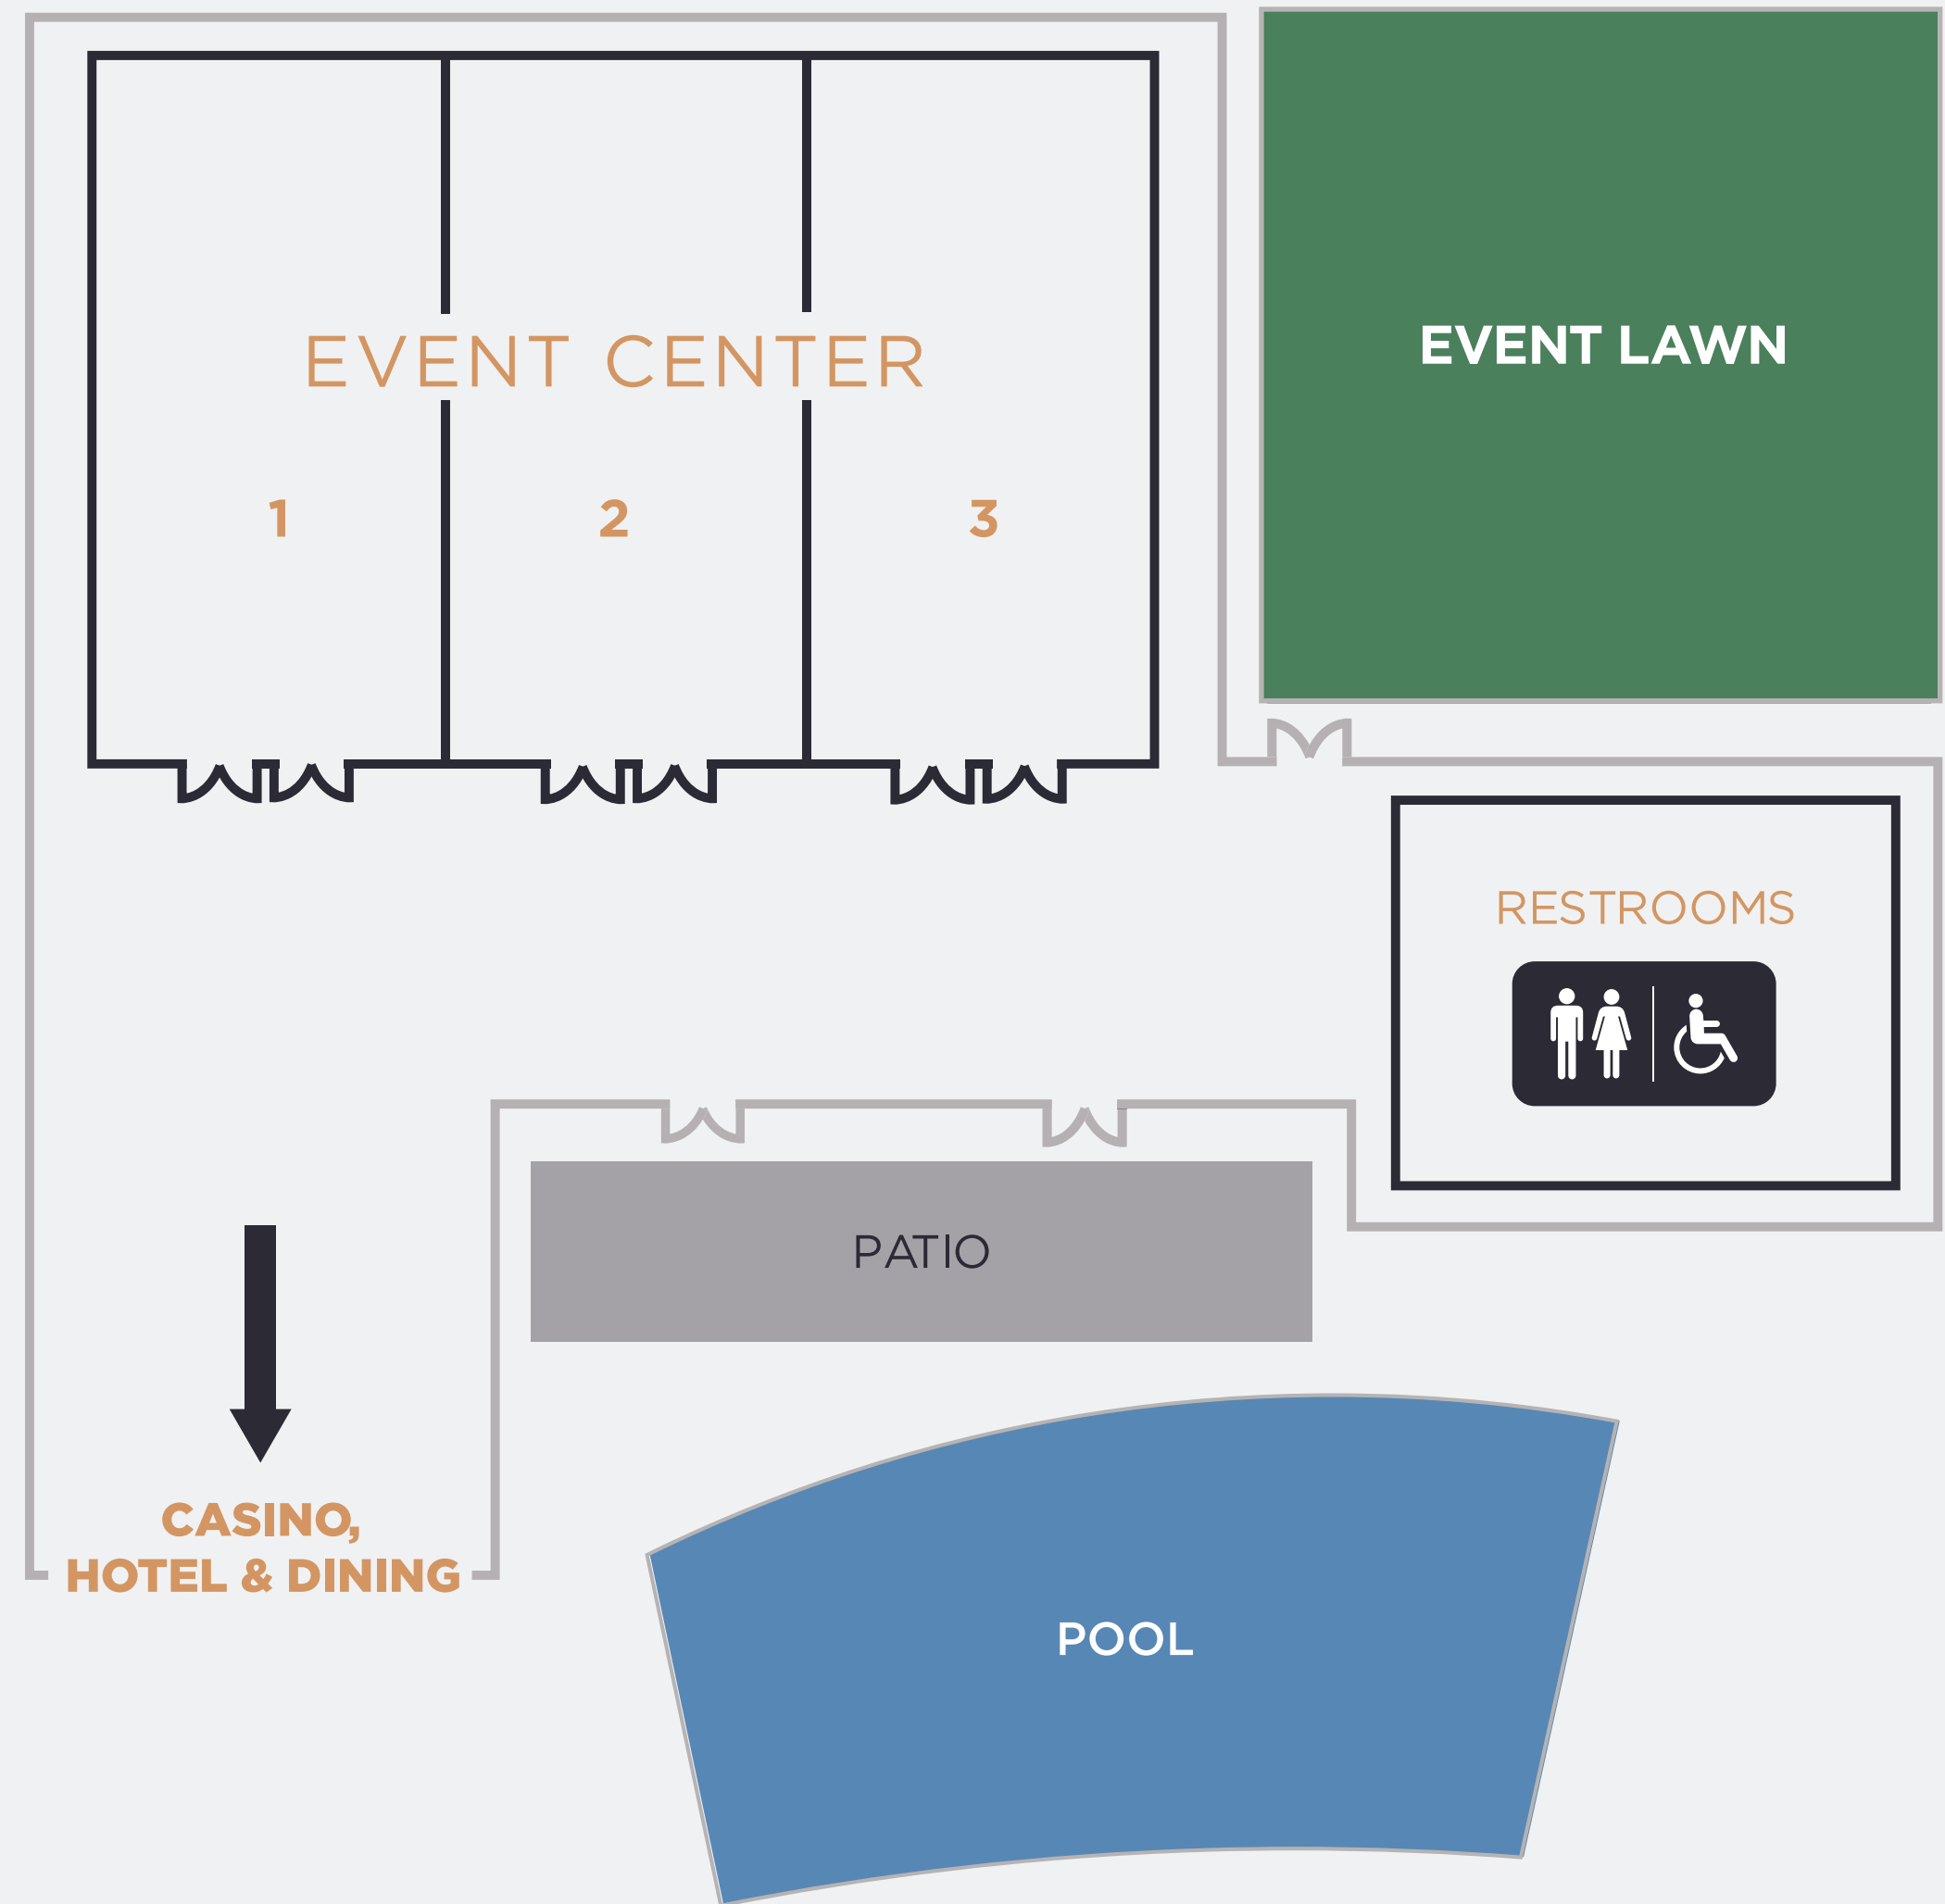 EVENT CENTER
EVENT LAWN
1
2
3
RESTROOMS
PATIO
CASINO,
HOTEL & DINING
POOL